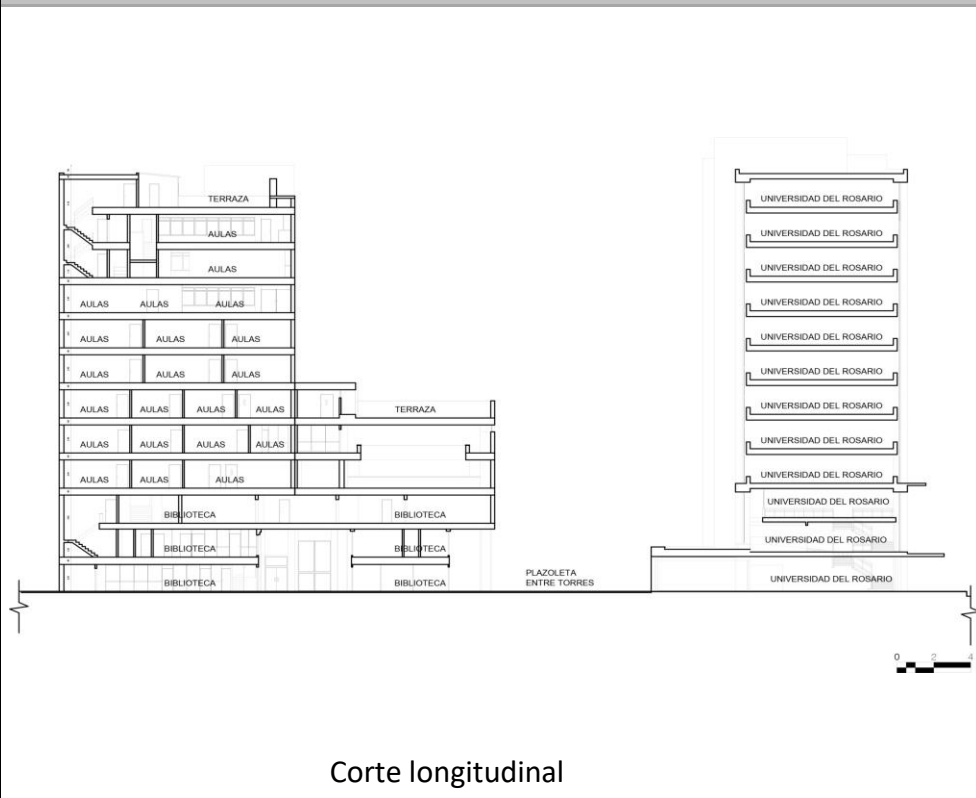 TERRAZA
AULAS
AULAS
AULAS AULAS AULAS
AULAS AULAS AULAS
AULAS AULAS AULAS
AULAS AULAS AULAS AULAS
TERRAZA
AULAS AULAS AULAS AULAS
AULAS AULAS AULAS
BIBLIOTECA BIBLIOTECA
BIBLIOTECA BIBLIOTECA
BIBLIOTECA BIBLIOTECA
PLAZOLETA
ENTRE TORRES
UNIVERSIDAD DEL ROSARIO
UNIVERSIDAD DEL ROSARIO
UNIVERSIDAD DEL ROSARIO
UNIVERSIDAD DEL ROSARIO
UNIVERSIDAD DEL ROSARIO
UNIVERSIDAD DEL ROSARIO
UNIVERSIDAD DEL ROSARIO
UNIVERSIDAD DEL ROSARIO
UNIVERSIDAD DEL ROSARIO
UNIVERSIDAD DEL ROSARIO
UNIVERSIDAD DEL ROSARIO
UNIVERSIDAD DEL ROSARIO
0 2 4
Corte longitudinal